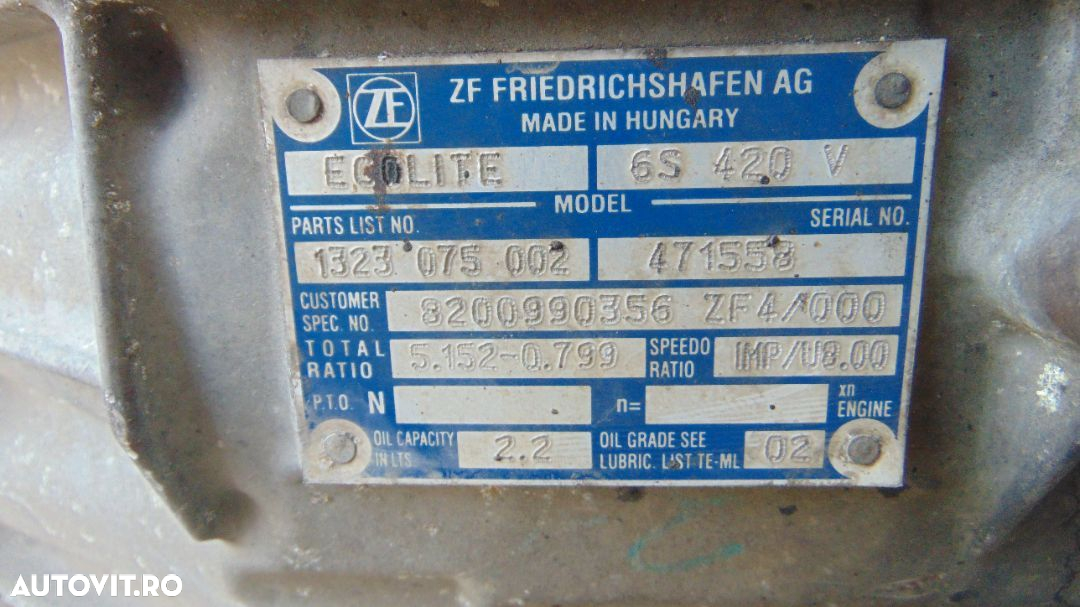 ZF FRIEDRICHSHAFEN AG
ZF
MADE IN HUNGARY
ECOLITE 6S 420 V
MODEL
PARTS LIST NO. SERIAL NO.
1323 075 002 471558
CUSTOMER
SPEC. NO. 8200990356 ZF4/000
TOTAL
RATIO 5.152-0.799 SPEEDO
RATIO IMP/U8.00
P.T.O. N n= xn
ENGINE
OIL CAPACITY
IN LTS. 2.2 OIL GRADE SEE
LUBRIC. LIST TE-ML 02
AUTOVIT.RO